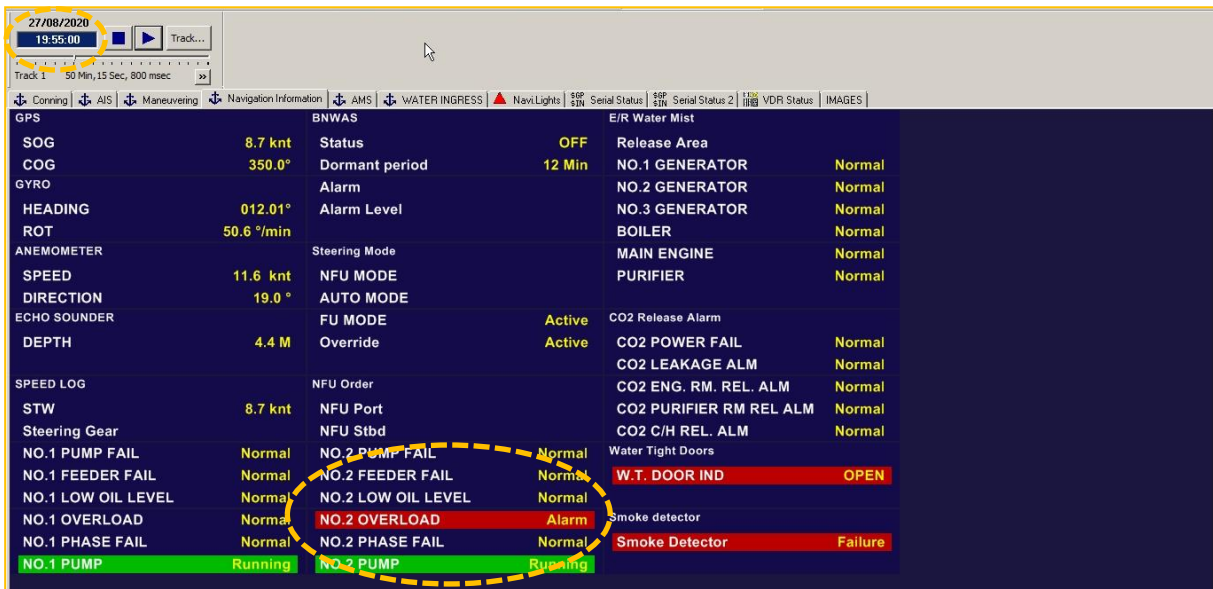 27/08/2020
19:55:00
Track...
Track 1 50 Min,15 Sec, 800 msec »
Conning AIS Maneuvering Navigation Information AMS WATER INGRESS Navi.Lights Serial Status Serial Status 2 VDR Status IMAGES
GPS
SOG 8.7 knt
COG 350.0°
GYRO
HEADING 012.01°
ROT 50.6 °/min
ANEMOMETER
SPEED 11.6 knt
DIRECTION 19.0 °
ECHO SOUNDER
DEPTH 4.4 M
SPEED LOG
STW 8.7 knt
Steering Gear
NO.1 PUMP FAIL Normal
NO.1 FEEDER FAIL Normal
NO.1 LOW OIL LEVEL Normal
NO.1 OVERLOAD Normal
NO.1 PHASE FAIL Normal
NO.1 PUMP Running
BNWAS
Status OFF
Dormant period 12 Min
Alarm
Alarm Level
Steering Mode
NFU MODE
AUTO MODE
FU MODE Active
Override Active
NFU Order
NFU Port
NFU Stbd
NO.2 PUMP FAIL Normal
NO.2 FEEDER FAIL Normal
NO.2 LOW OIL LEVEL Normal
NO.2 OVERLOAD Alarm
NO.2 PHASE FAIL Normal
NO.2 PUMP Running
E/R Water Mist
Release Area
NO.1 GENERATOR Normal
NO.2 GENERATOR Normal
NO.3 GENERATOR Normal
BOILER Normal
MAIN ENGINE Normal
PURIFIER Normal
CO2 Release Alarm
CO2 POWER FAIL Normal
CO2 LEAKAGE ALM Normal
CO2 ENG. RM. REL. ALM Normal
CO2 PURIFIER RM REL ALM Normal
CO2 C/H REL. ALM Normal
Water Tight Doors
W.T. DOOR IND OPEN
Smoke detector
Smoke Detector Failure